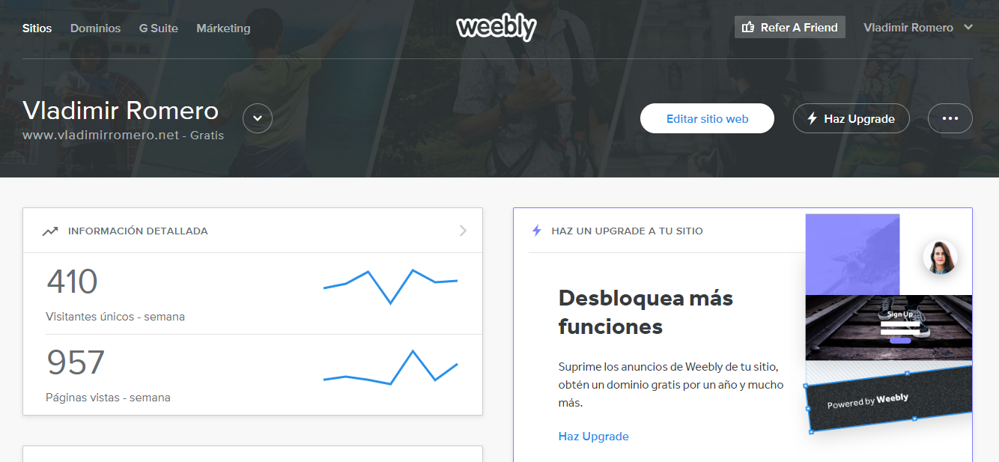 Sitios Dominios G Suite Márketing weebly Refer A Friend Vladimir Romero
Vladimir Romero
www.vladimirromero.net - Gratis
Editar sitio web Haz Upgrade
INFORMACIÓN DETALLADA
410
Visitantes únicos - semana
957
Páginas vistas - semana
HAZ UN UPGRADE A TU SITIO
Desbloquea más
funciones
Suprime los anuncios de Weebly de tu sitio,
obtén un dominio gratis por un año y mucho
más.
Haz Upgrade
Sign Up
Powered by Weebly